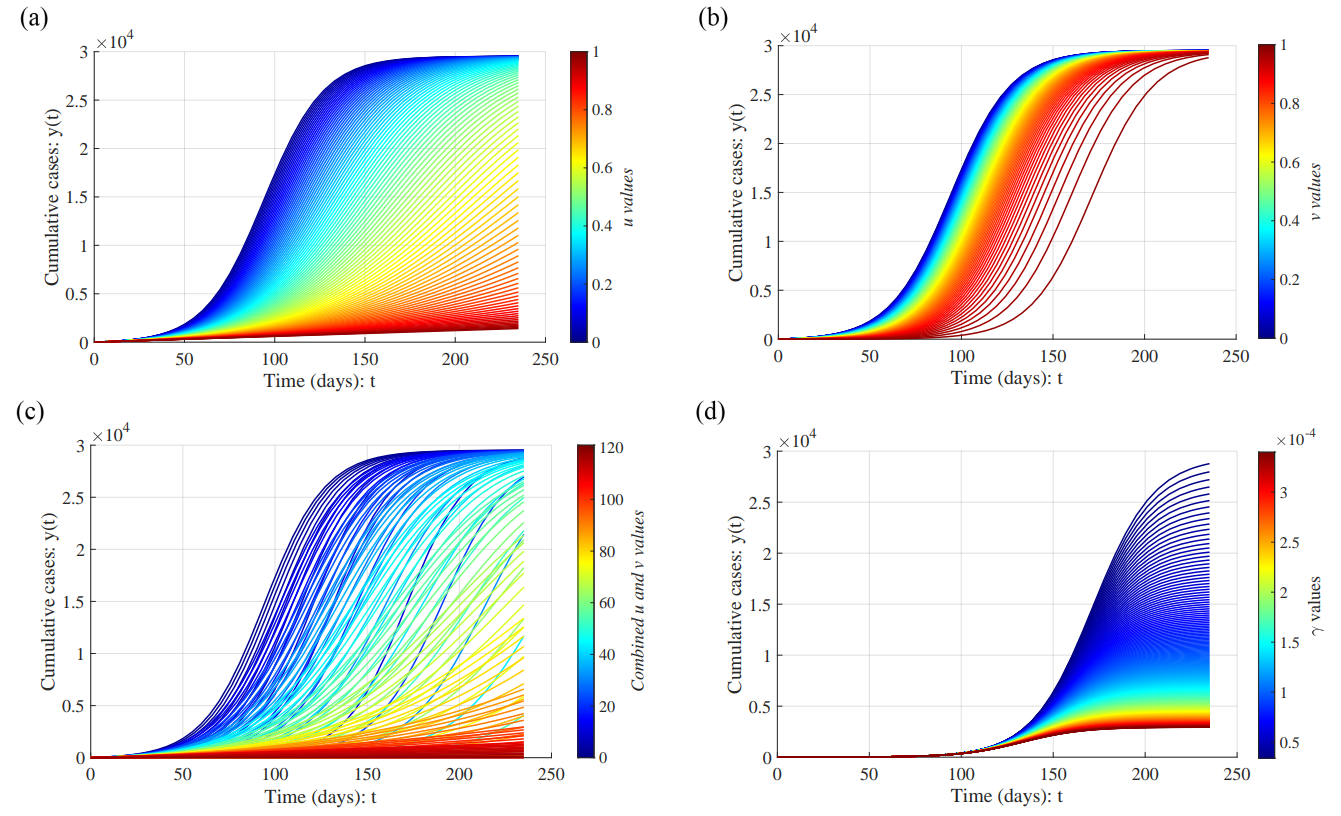 (a)
×10^4
3
2.5
2
1.5
1
0.5
0
0 50 100 150 200 250
Cumulative cases: y(t)
Time (days): t
1
0.8
0.6
0.4
0.2
0
u values
(b)
×10^4
3
2.5
2
1.5
1
0.5
0
0 50 100 150 200 250
Cumulative cases: y(t)
Time (days): t
1
0.8
0.6
0.4
0.2
0
v values
(c)
×10^4
3
2.5
2
1.5
1
0.5
0
0 50 100 150 200 250
Cumulative cases: y(t)
Time (days): t
120
100
80
60
40
20
0
Combined u and v values
(d)
×10^4
3
2.5
2
1.5
1
0.5
0
0 50 100 150 200 250
Cumulative cases: y(t)
Time (days): t
×10^-4
3
2.5
2
1.5
1
0.5
γ values